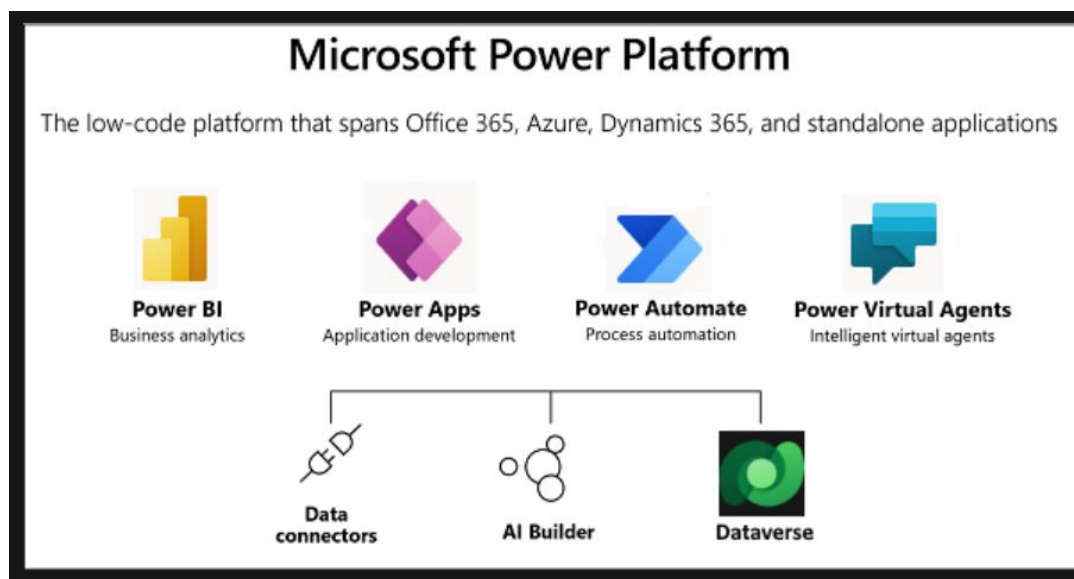 Microsoft Power Platform
The low-code platform that spans Office 365, Azure, Dynamics 365, and standalone applications
Power BI
Business analytics
Power Apps
Application development
Power Automate
Process automation
Power Virtual Agents
Intelligent virtual agents
Data
connectors
AI Builder
Dataverse